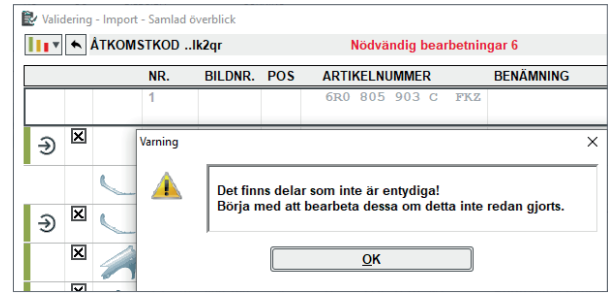 Validering - Import - Samlad överblick
ÅTKOMSTKOD ..lk2qr Nödvändig bearbetningar 6
NR. BILDNR. POS ARTIKELNUMMER BENÄMNING
1 6R0 805 903 C FKZ
Varning
Det finns delar som inte är entydiga!
Börja med att bearbeta dessa om detta inte redan gjorts.
OK